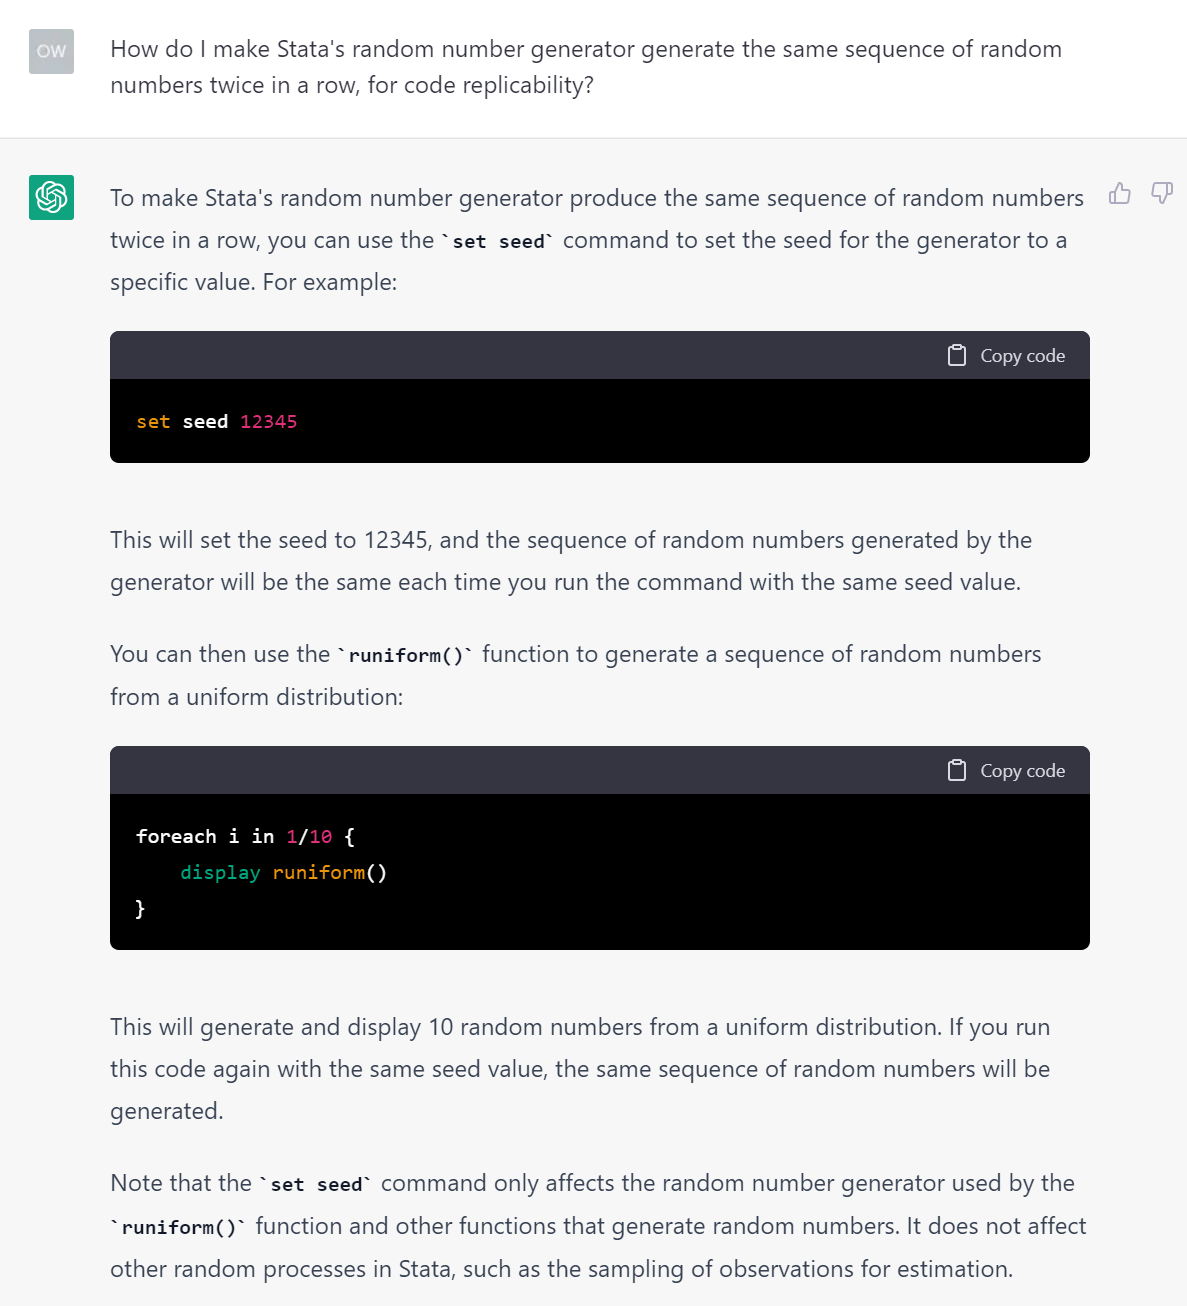 OW
How do I make Stata's random number generator generate the same sequence of random
numbers twice in a row, for code replicability?
To make Stata's random number generator produce the same sequence of random numbers
twice in a row, you can use the `set seed` command to set the seed for the generator to a
specific value. For example:
Copy code
set seed 12345
This will set the seed to 12345, and the sequence of random numbers generated by the
generator will be the same each time you run the command with the same seed value.
You can then use the `runiform()` function to generate a sequence of random numbers
from a uniform distribution:
Copy code
foreach i in 1/10 {
    display runiform()
}
This will generate and display 10 random numbers from a uniform distribution. If you run
this code again with the same seed value, the same sequence of random numbers will be
generated.
Note that the `set seed` command only affects the random number generator used by the
`runiform()` function and other functions that generate random numbers. It does not affect
other random processes in Stata, such as the sampling of observations for estimation.